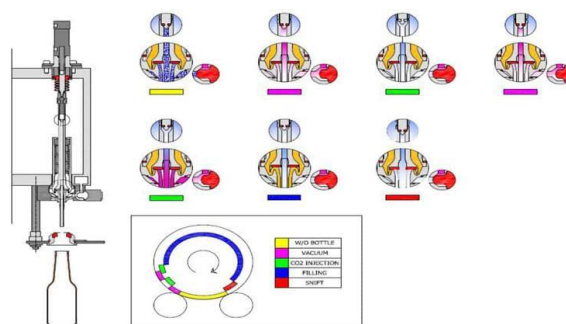 W/O BOTTLE
VACUUM
CO2 INJECTION
FILLING
SNIFT